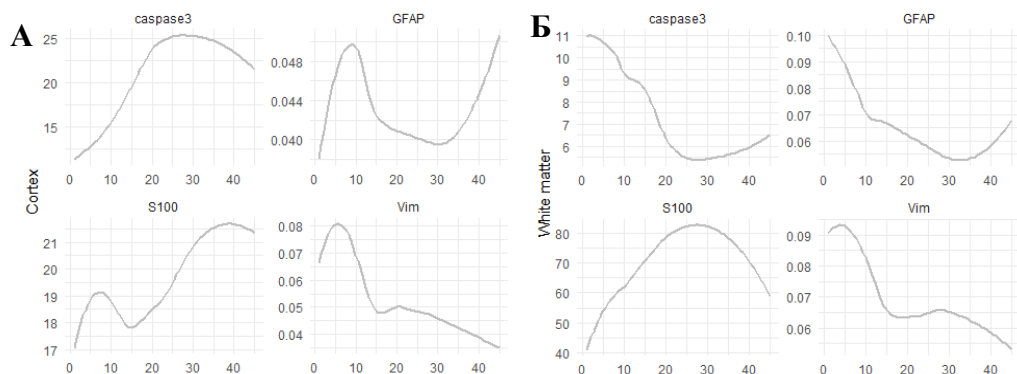 А
caspase3
GFAP
25
20
15
0.048
0.044
0.040
0 10 20 30 40
0 10 20 30 40
Cortex
S100
Vim
21
20
19
18
17
0.08
0.07
0.06
0.05
0.04
0 10 20 30 40
0 10 20 30 40
Б
caspase3
GFAP
11
10
9
8
7
6
0.10
0.09
0.08
0.07
0.06
0 10 20 30 40
0 10 20 30 40
White matter
S100
Vim
80
70
60
50
40
0.09
0.08
0.07
0.06
0 10 20 30 40
0 10 20 30 40